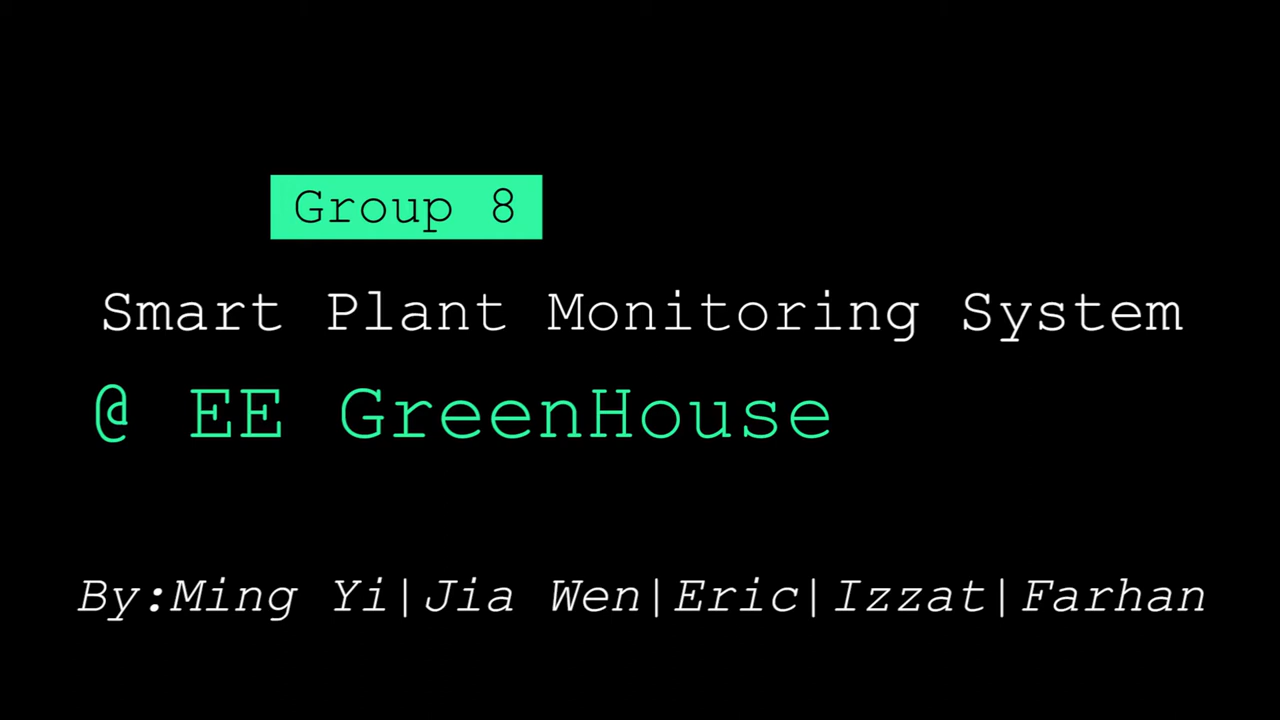 Group 8
Smart Plant Monitoring System
@ EE GreenHouse
By:Ming Yi|Jia Wen|Eric|Izzat|Farhan